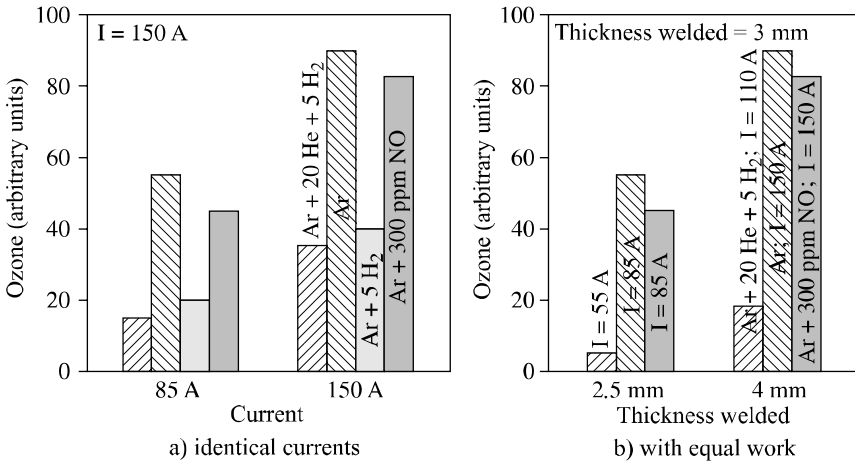 I = 150 A
Ozone (arbitrary units)
100
80
60
40
20
0
Ar + 20 He + 5 H2
Ar
Ar + 5 H2
Ar + 300 ppm NO
85 A
150 A
Current
a) identical currents
Thickness welded = 3 mm
Ozone (arbitrary units)
100
80
60
40
20
0
I = 55 A
I = 85 A
I = 85 A
Ar + 20 He + 5 H2; I = 110 A
Ar; I = 150 A
Ar + 300 ppm NO; I = 150 A
2.5 mm
4 mm
Thickness welded
b) with equal work